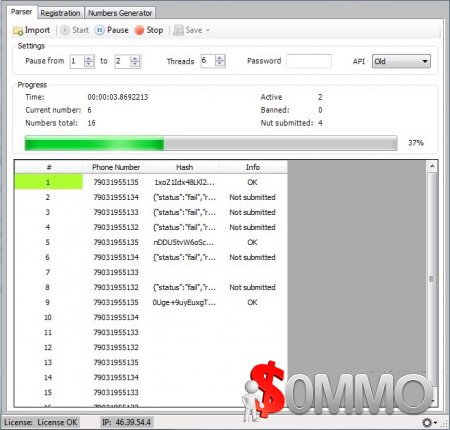 Parser Registration Numbers Generator
Import Start Pause Stop Save
Settings
Pause from 1 to 2 Threads 6 Password API Old
Progress
Time: 00:00:03.8692213 Active 2
Current number: 6 Banned: 0
Numbers total: 16 Nut submitted: 4
37%
# Phone Number Hash Info
1 79031955135 1xoZ1Idx48LKl2... OK
2 79031955134 {"status":"fail","r... Not submitted
3 79031955133 {"status":"fail","r... Not submitted
4 79031955132 {"status":"fail","r... Not submitted
5 79031955135 nDDU5tvW6oSc... OK
6 79031955134 {"status":"fail","r... Not submitted
7 79031955133
8 79031955132 {"status":"fail","r... Not submitted
9 79031955135 0Uge+9uyEuxgT... OK
10 79031955134
11 79031955133
12 79031955132
13 79031955135
14 79031955134
15 79031955133
16 79031955132
$0MMO
License: License OK IP: 46.39.54.4